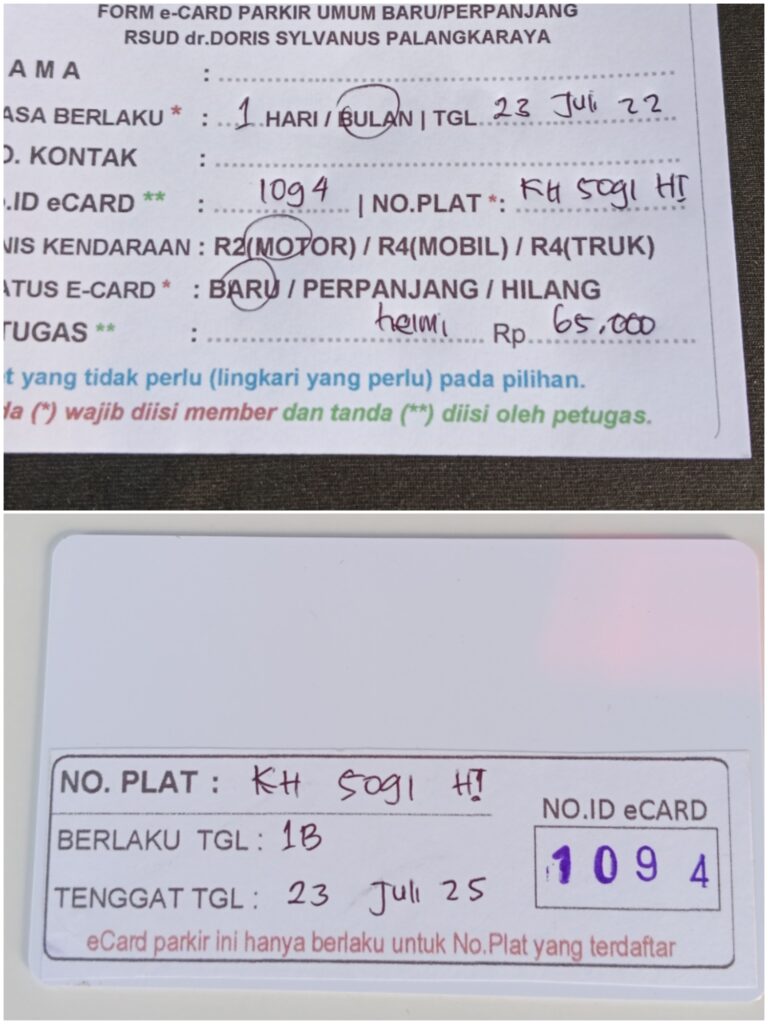 FORM e-CARD PARKIR UMUM BARU/PERPANJANG
RSUD dr.DORIS SYLVANUS PALANGKARAYA
AMA :
ASA BERLAKU * : 1 HARI / BULAN | TGL 23 Juli 22
O. KONTAK :
.ID eCARD ** : 1094 | NO.PLAT *: KH 5091 HI
NIS KENDARAAN : R2(MOTOR) / R4(MOBIL) / R4(TRUK)
ATUS E-CARD * : BARU / PERPANJANG / HILANG
TUGAS ** : helmi Rp 65.000
t yang tidak perlu (lingkari yang perlu) pada pilihan.
da (*) wajib diisi member dan tanda (**) diisi oleh petugas.
NO. PLAT : KH 5091 HI
BERLAKU TGL : 1B
TENGGAT TGL : 23 Juli 25
NO.ID eCARD
1094
eCard parkir ini hanya berlaku untuk No.Plat yang terdaftar